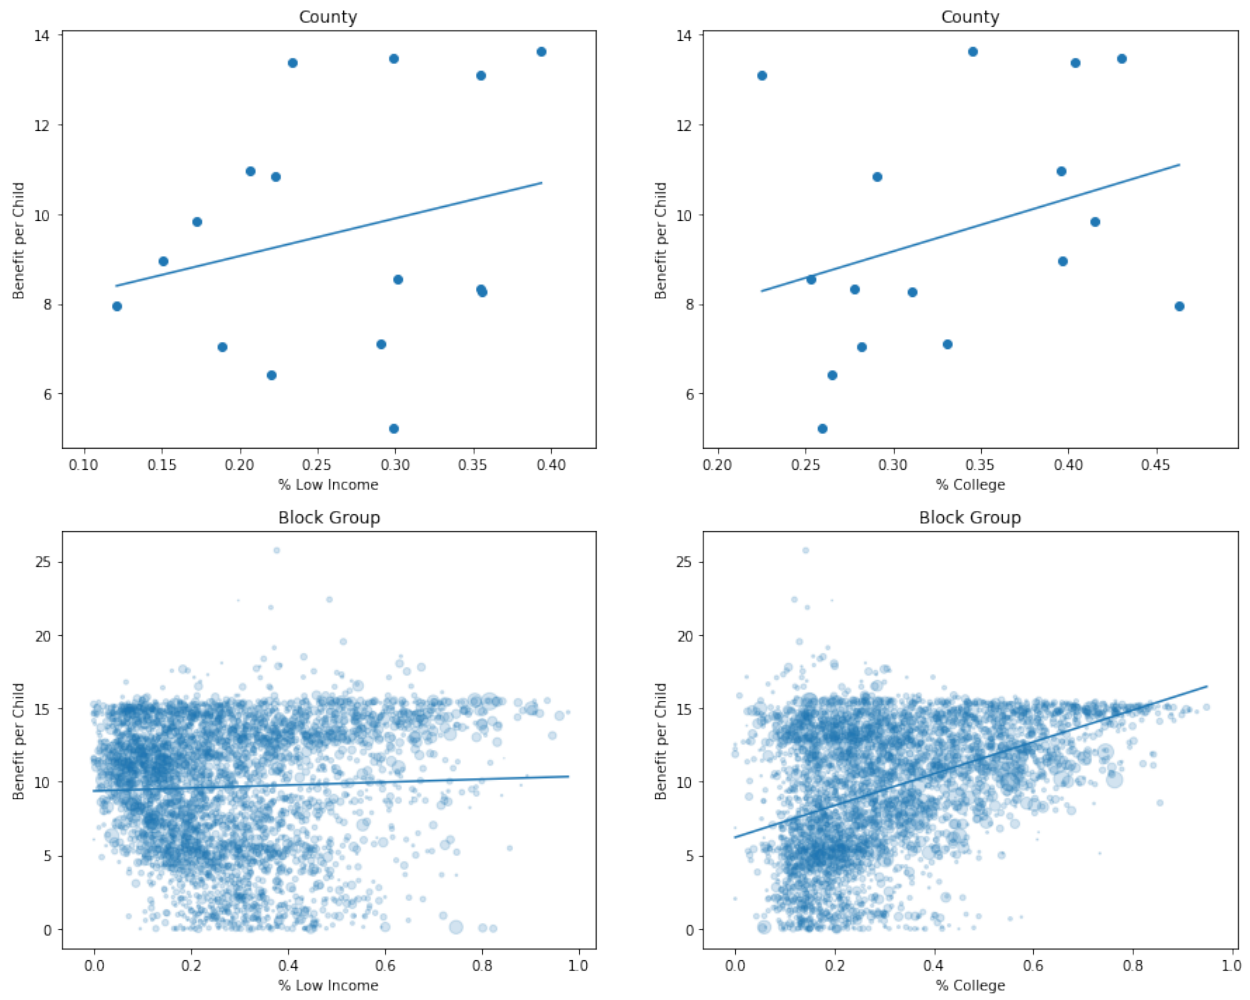 County
14
12
10
8
6
Benefit per Child
0.10 0.15 0.20 0.25 0.30 0.35 0.40
% Low Income
County
14
12
10
8
6
Benefit per Child
0.20 0.25 0.30 0.35 0.40 0.45
% College
Block Group
25
20
15
10
5
0
Benefit per Child
0.0 0.2 0.4 0.6 0.8 1.0
% Low Income
Block Group
25
20
15
10
5
0
Benefit per Child
0.0 0.2 0.4 0.6 0.8 1.0
% College